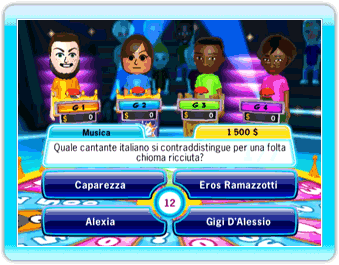 G 1 G 2 G 3 G 4
$ 0 $ 0 $ 0 $ 0
Musica 1 500 $
Quale cantante italiano si contraddistingue per una folta
chioma ricciuta?
Caparezza Eros Ramazzotti
12
Alexia Gigi D'Alessio